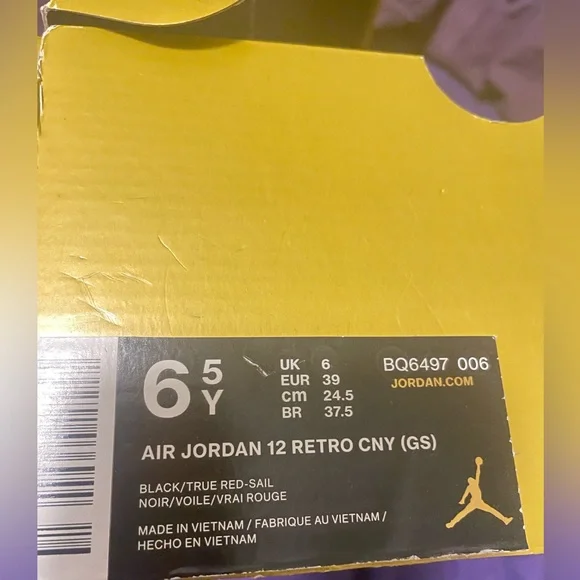 6 5 Y
UK 6
EUR 39
cm 24.5
BR 37.5
BQ6497 006
JORDAN.COM
AIR JORDAN 12 RETRO CNY (GS)
BLACK/TRUE RED-SAIL
NOIR/VOILE/VRAI ROUGE
MADE IN VIETNAM / FABRIQUE AU VIETNAM /
HECHO EN VIETNAM